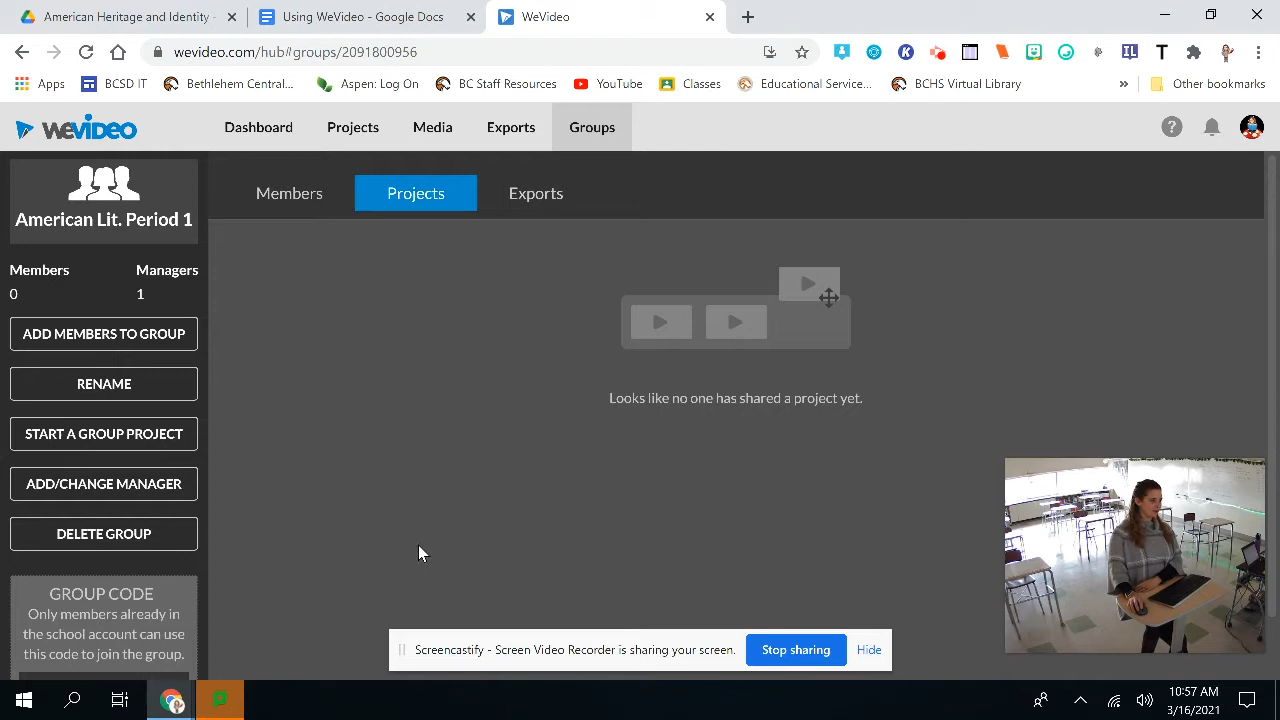 American Heritage and Identity
Using WeVideo - Google Docs
WeVideo
wevideo.com/hub#groups/2091800956
Apps
BCSD IT
Bethlehem Central...
Aspen: Log On
BC Staff Resources
YouTube
Classes
Educational Service...
BCHS Virtual Library
»
Other bookmarks
WEVIDEO
Dashboard
Projects
Media
Exports
Groups
American Lit. Period 1
Members
Projects
Exports
Members Managers
0 1
ADD MEMBERS TO GROUP
RENAME
START A GROUP PROJECT
ADD/CHANGE MANAGER
DELETE GROUP
GROUP CODE
Only members already in
the school account can use
this code to join the group.
Looks like no one has shared a project yet.
Screencastify - Screen Video Recorder is sharing your screen.
Stop sharing
Hide
10:57 AM
3/16/2021